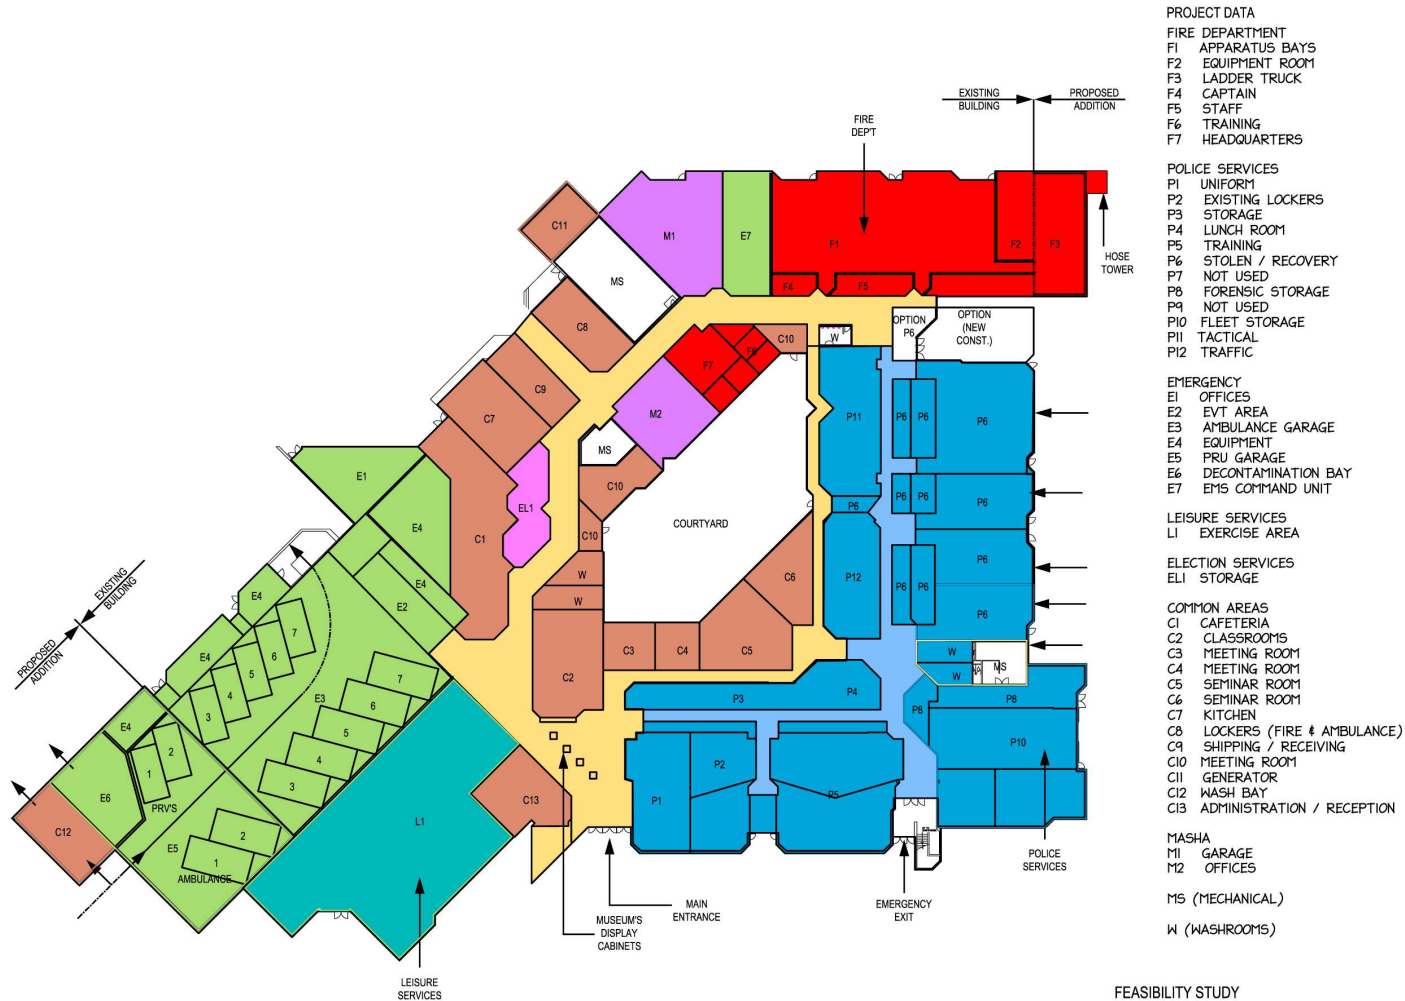 PROJECT DATA
FIRE DEPARTMENT
F1 APPARATUS BAYS
F2 EQUIPMENT ROOM
F3 LADDER TRUCK
F4 CAPTAIN
F5 STAFF
F6 TRAINING
F7 HEADQUARTERS
POLICE SERVICES
P1 UNIFORM
P2 EXISTING LOCKERS
P3 STORAGE
P4 LUNCH ROOM
P5 TRAINING
P6 STOLEN / RECOVERY
P7 NOT USED
P8 FORENSIC STORAGE
P9 NOT USED
P10 FLEET STORAGE
P11 TACTICAL
P12 TRAFFIC
EMERGENCY
E1 OFFICES
E2 EVT AREA
E3 AMBULANCE GARAGE
E4 EQUIPMENT
E5 PRU GARAGE
E6 DECONTAMINATION BAY
E7 EMS COMMAND UNIT
LEISURE SERVICES
L1 EXERCISE AREA
ELECTION SERVICES
EL1 STORAGE
COMMON AREAS
C1 CAFETERIA
C2 CLASSROOMS
C3 MEETING ROOM
C4 MEETING ROOM
C5 SEMINAR ROOM
C6 SEMINAR ROOM
C7 KITCHEN
C8 LOCKERS (FIRE & AMBULANCE)
C9 SHIPPING / RECEIVING
C10 MEETING ROOM
C11 GENERATOR
C12 WASH BAY
C13 ADMINISTRATION / RECEPTION
MASHA
M1 GARAGE
M2 OFFICES
MS (MECHANICAL)
W (WASHROOMS)
FEASIBILITY STUDY
EXISTING
BUILDING
PROPOSED
ADDITION
FIRE
DEP'T
HOSE
TOWER
C11
M1
E7
F1
F2
F3
MS
F4
F5
C8
OPTION
P6
OPTION
(NEW
CONST.)
C10
W
F7
F6
C9
C7
M2
P11
P6
P6
P6
MS
E1
C10
P6
P6
P6
P6
EL1
E4
C1
C10
COURTYARD
P12
C6
P6
P6
P6
P6
W
W
E4
E2
E4
EXISTING
BUILDING
PROPOSED
ADDITION
E4
7
6
5
4
3
E3
7
6
5
4
3
C3
C4
C5
C2
W
W
MS
P8
P8
P3
P4
P10
E4
2
1
PRV'S
E6
C12
E5
2
1
AMBULANCE
L1
C13
P1
P2
P5
MUSEUM'S
DISPLAY
CABINETS
MAIN
ENTRANCE
EMERGENCY
EXIT
POLICE
SERVICES
LEISURE
SERVICES